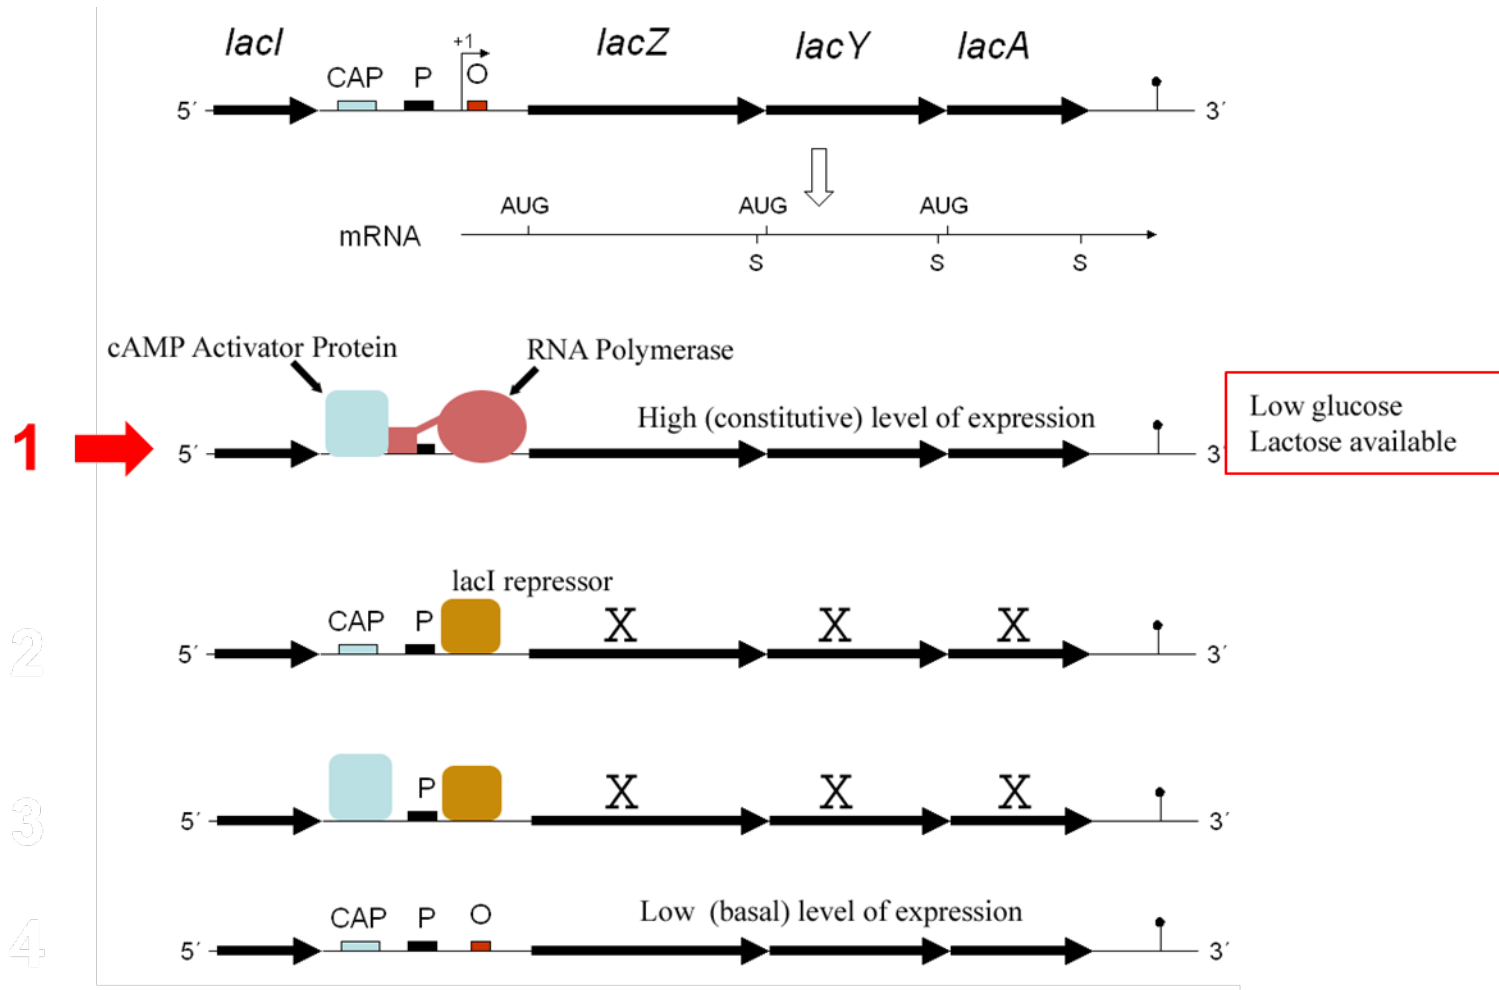 lacI lacZ lacY lacA
+1
CAP P O
5′ 3′
AUG AUG AUG
mRNA
S S S
cAMP Activator Protein RNA Polymerase
High (constitutive) level of expression
Low glucose
Lactose available
1 5′ 3′
lacI repressor
CAP P X X X
2 5′ 3′
P X X X
3 5′ 3′
CAP P O Low (basal) level of expression
4 5′ 3′